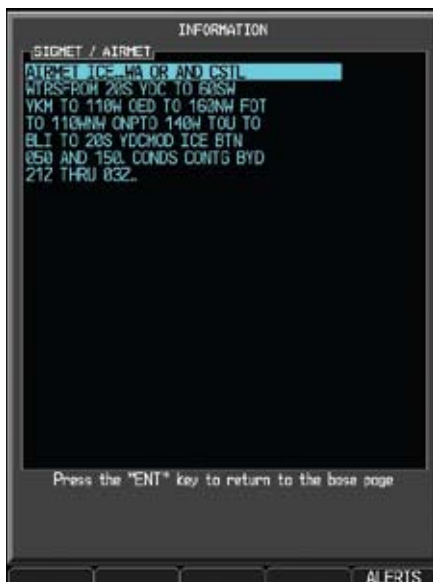 INFORMATION
SIGMET / AIRMET
AIRMET ICE..WA OR AND CSTL
WTRSFROM 20S YDC TO 60SW
YKM TO 110W OED TO 160NW FOT
TO 110WNW ONPTO 140W TOU TO
BLI TO 20S YDCMOD ICE BTN
050 AND 150. CONDS CONTG BYD
21Z THRU 03Z..
Press the "ENT" key to return to the base page
ALERTS